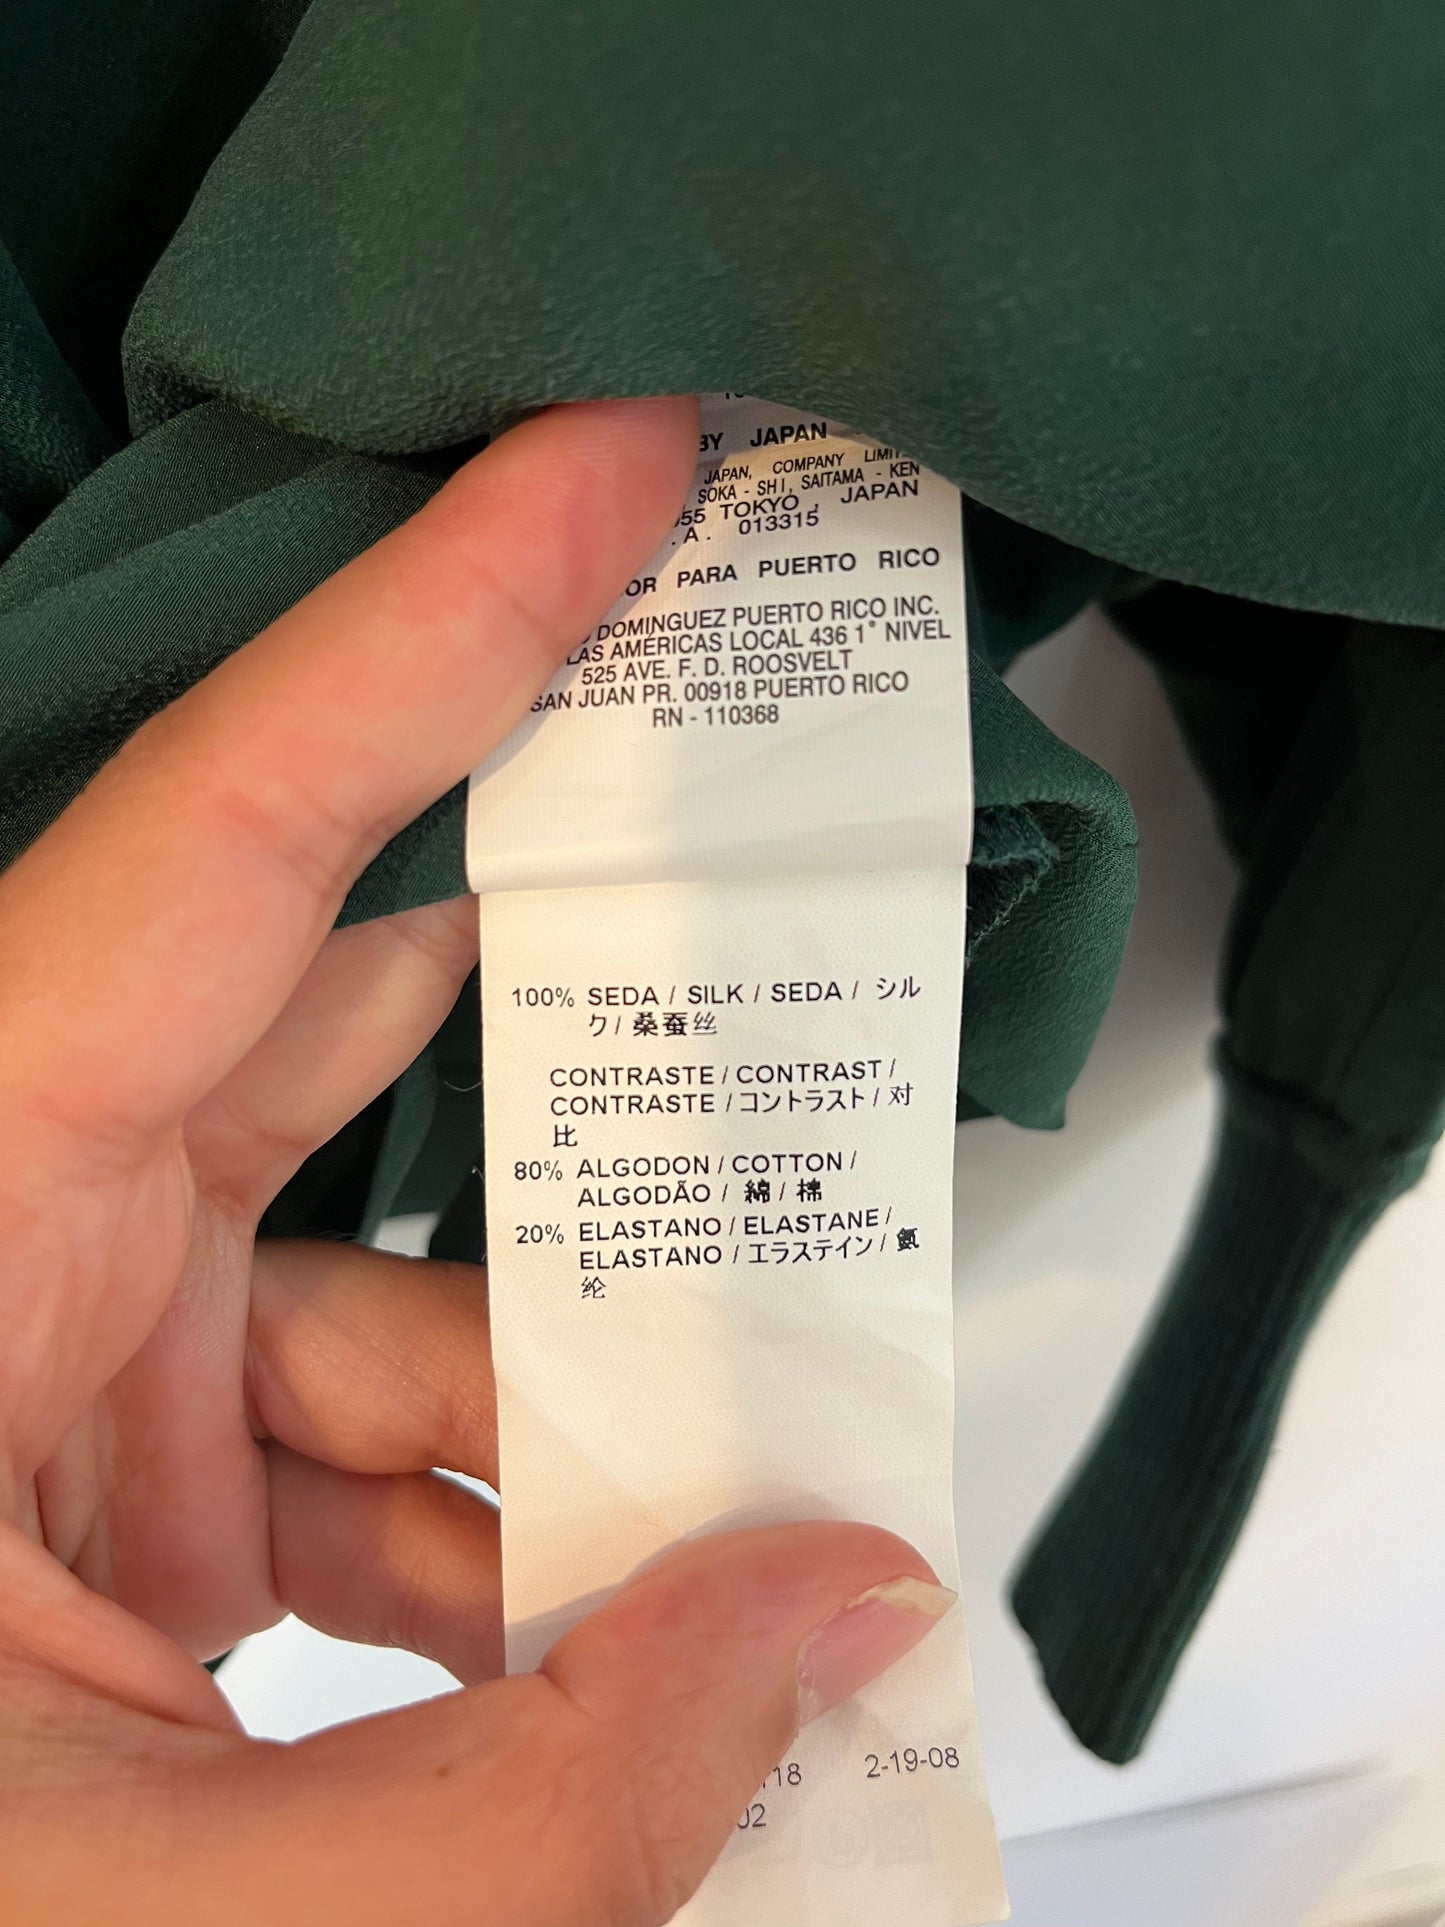 BY JAPAN
JAPAN, COMPANY
SOKA - SHI, SAITAMA - KEN
TOKYO, JAPAN
.A. 013315
PARA PUERTO RICO
DOMINGUEZ PUERTO RICO INC.
LAS AMÉRICAS LOCAL 436 1° NIVEL
525 AVE. F. D. ROOSVELT
SAN JUAN PR. 00918 PUERTO RICO
RN - 110368
100% SEDA / SILK / SEDA / シル
ク / 桑蚕丝
CONTRASTE / CONTRAST /
CONTRASTE / コントラスト / 对
比
80% ALGODON / COTTON /
ALGODÃO / 綿 / 棉
20% ELASTANO / ELASTANE /
ELASTANO / エラステイン / 氨
纶
2-19-08